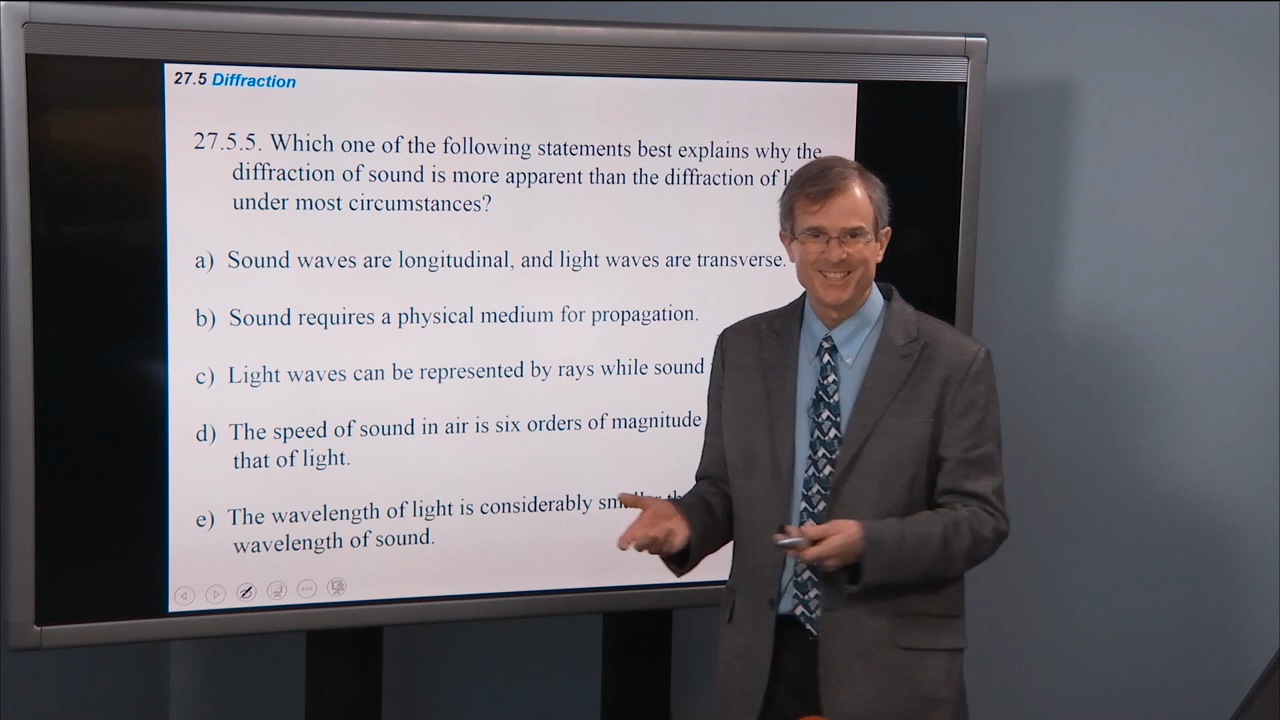 27.5 Diffraction
27.5.5. Which one of the following statements best explains why the
diffraction of sound is more apparent than the diffraction of
under most circumstances?
a) Sound waves are longitudinal, and light waves are transverse.
b) Sound requires a physical medium for propagation.
c) Light waves can be represented by rays while sound
d) The speed of sound in air is six orders of magnitude
that of light.
e) The wavelength of light is considerably
wavelength of sound.